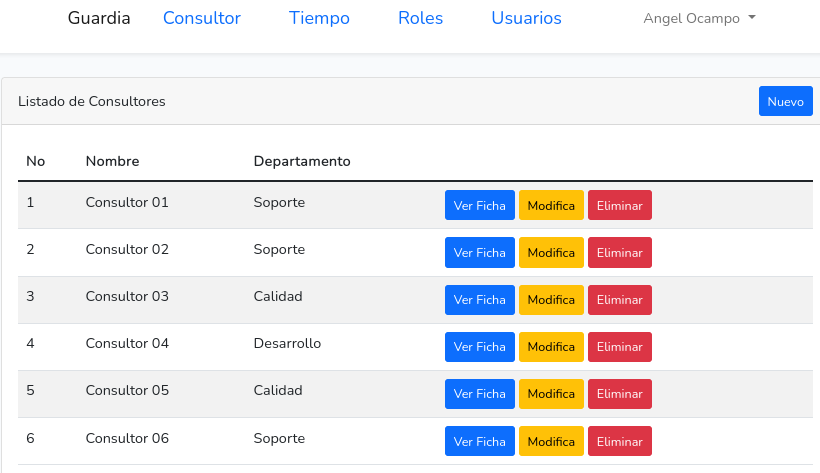 Guardia Consultor Tiempo Roles Usuarios Angel Ocampo
Listado de Consultores Nuevo
No Nombre Departamento
1 Consultor 01 Soporte Ver Ficha Modifica Eliminar
2 Consultor 02 Soporte Ver Ficha Modifica Eliminar
3 Consultor 03 Calidad Ver Ficha Modifica Eliminar
4 Consultor 04 Desarrollo Ver Ficha Modifica Eliminar
5 Consultor 05 Calidad Ver Ficha Modifica Eliminar
6 Consultor 06 Soporte Ver Ficha Modifica Eliminar